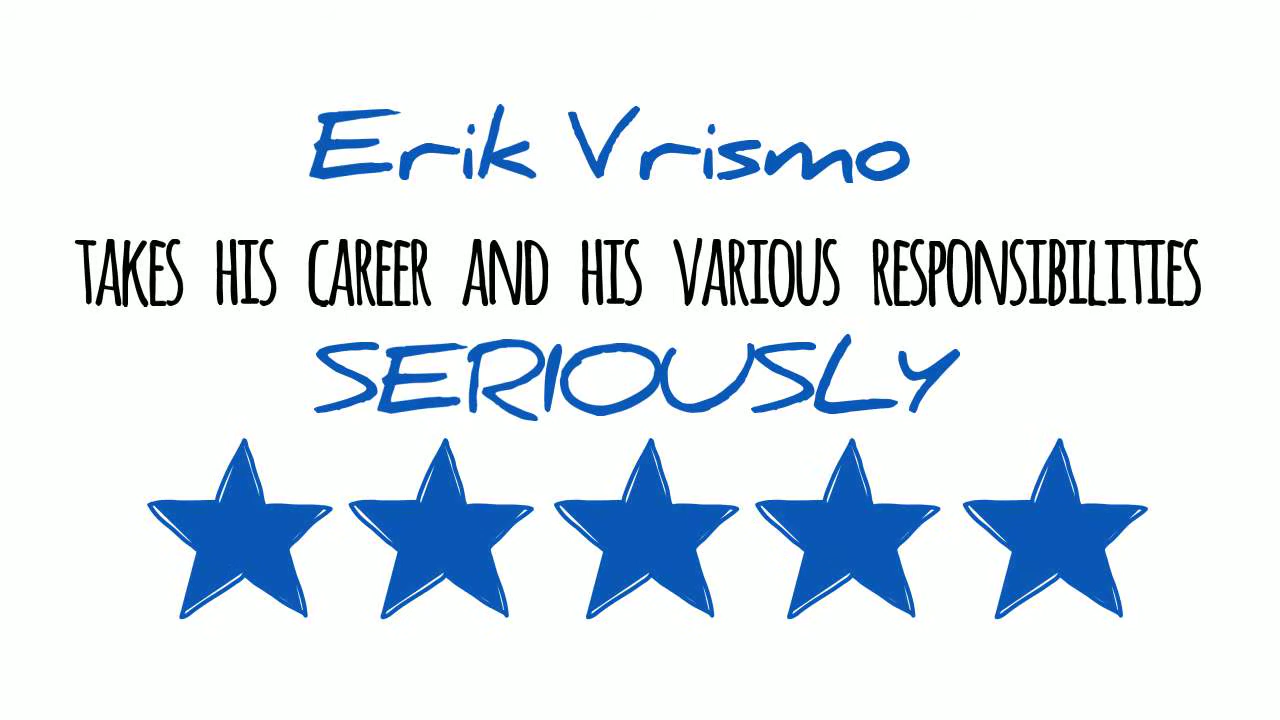 Erik Vrismo
TAKES HIS CAREER AND HIS VARIOUS RESPONSIBILITIES
SERIOUSLY